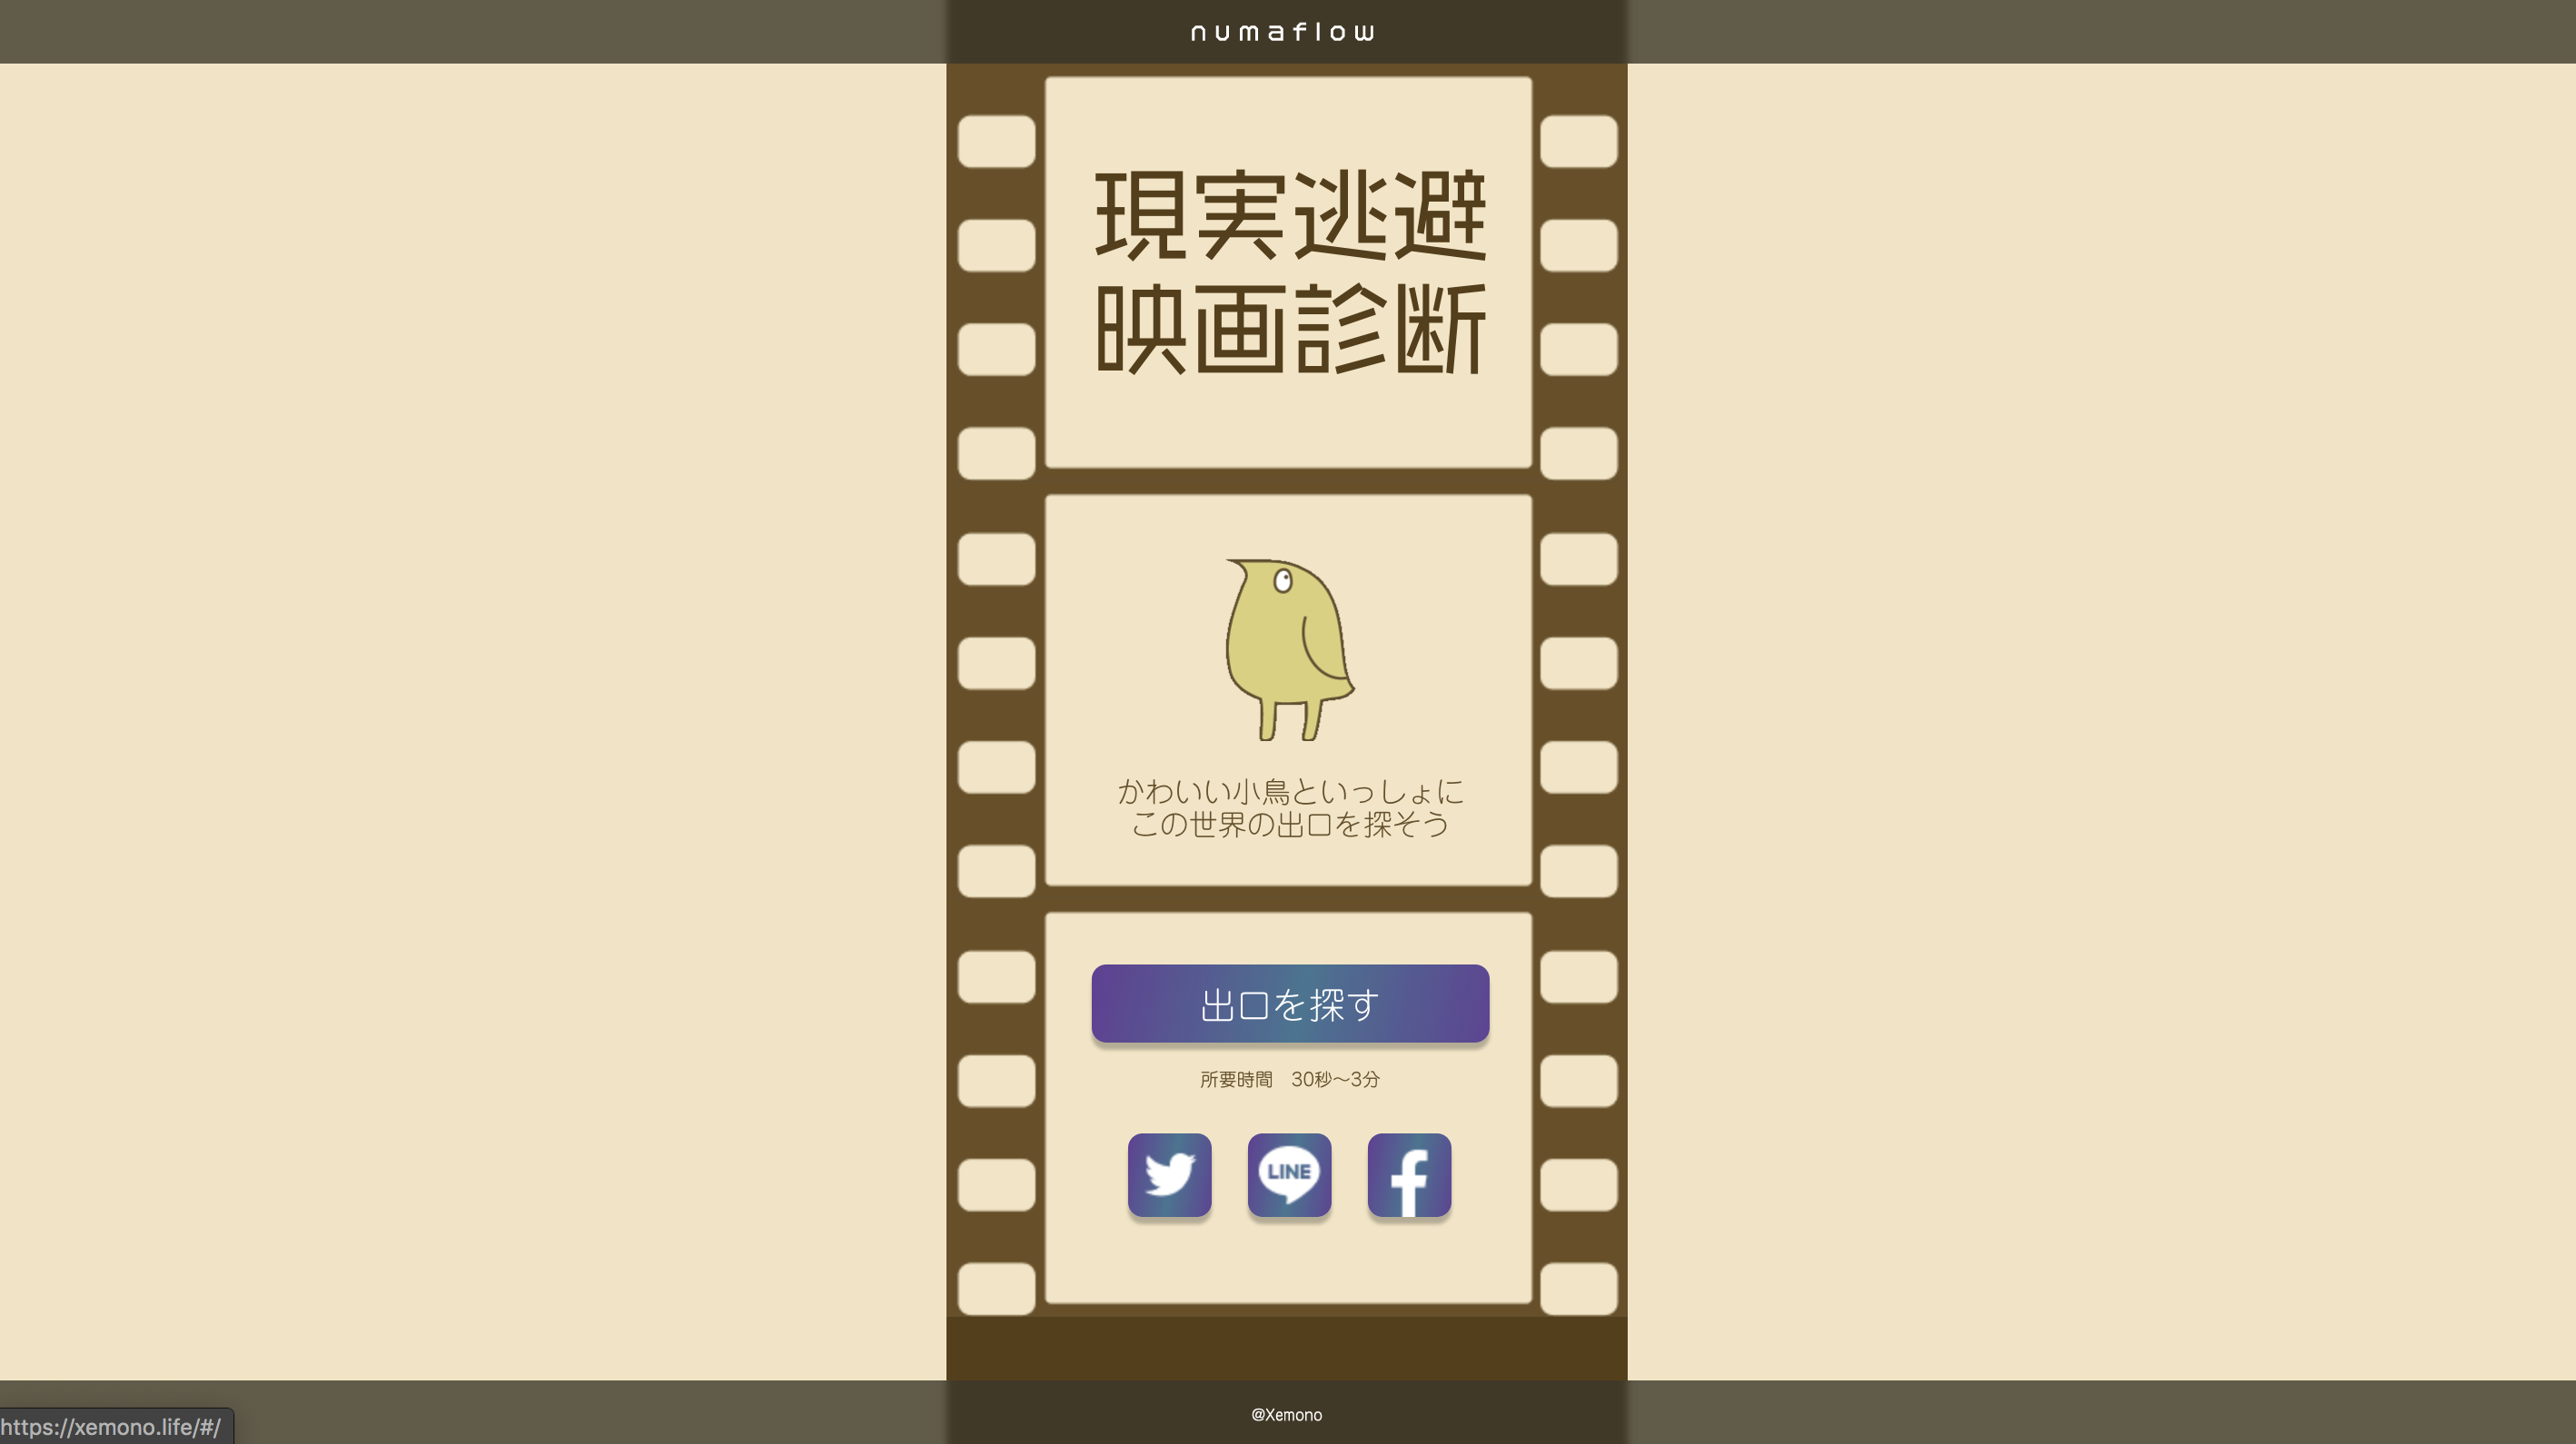 numaflow
現実逃避
映画診断
かわいい小鳥といっしょに
この世界の出口を探そう
出口を探す
所要時間　30秒〜3分
LINE
@Xemono
https://xemono.life/#/